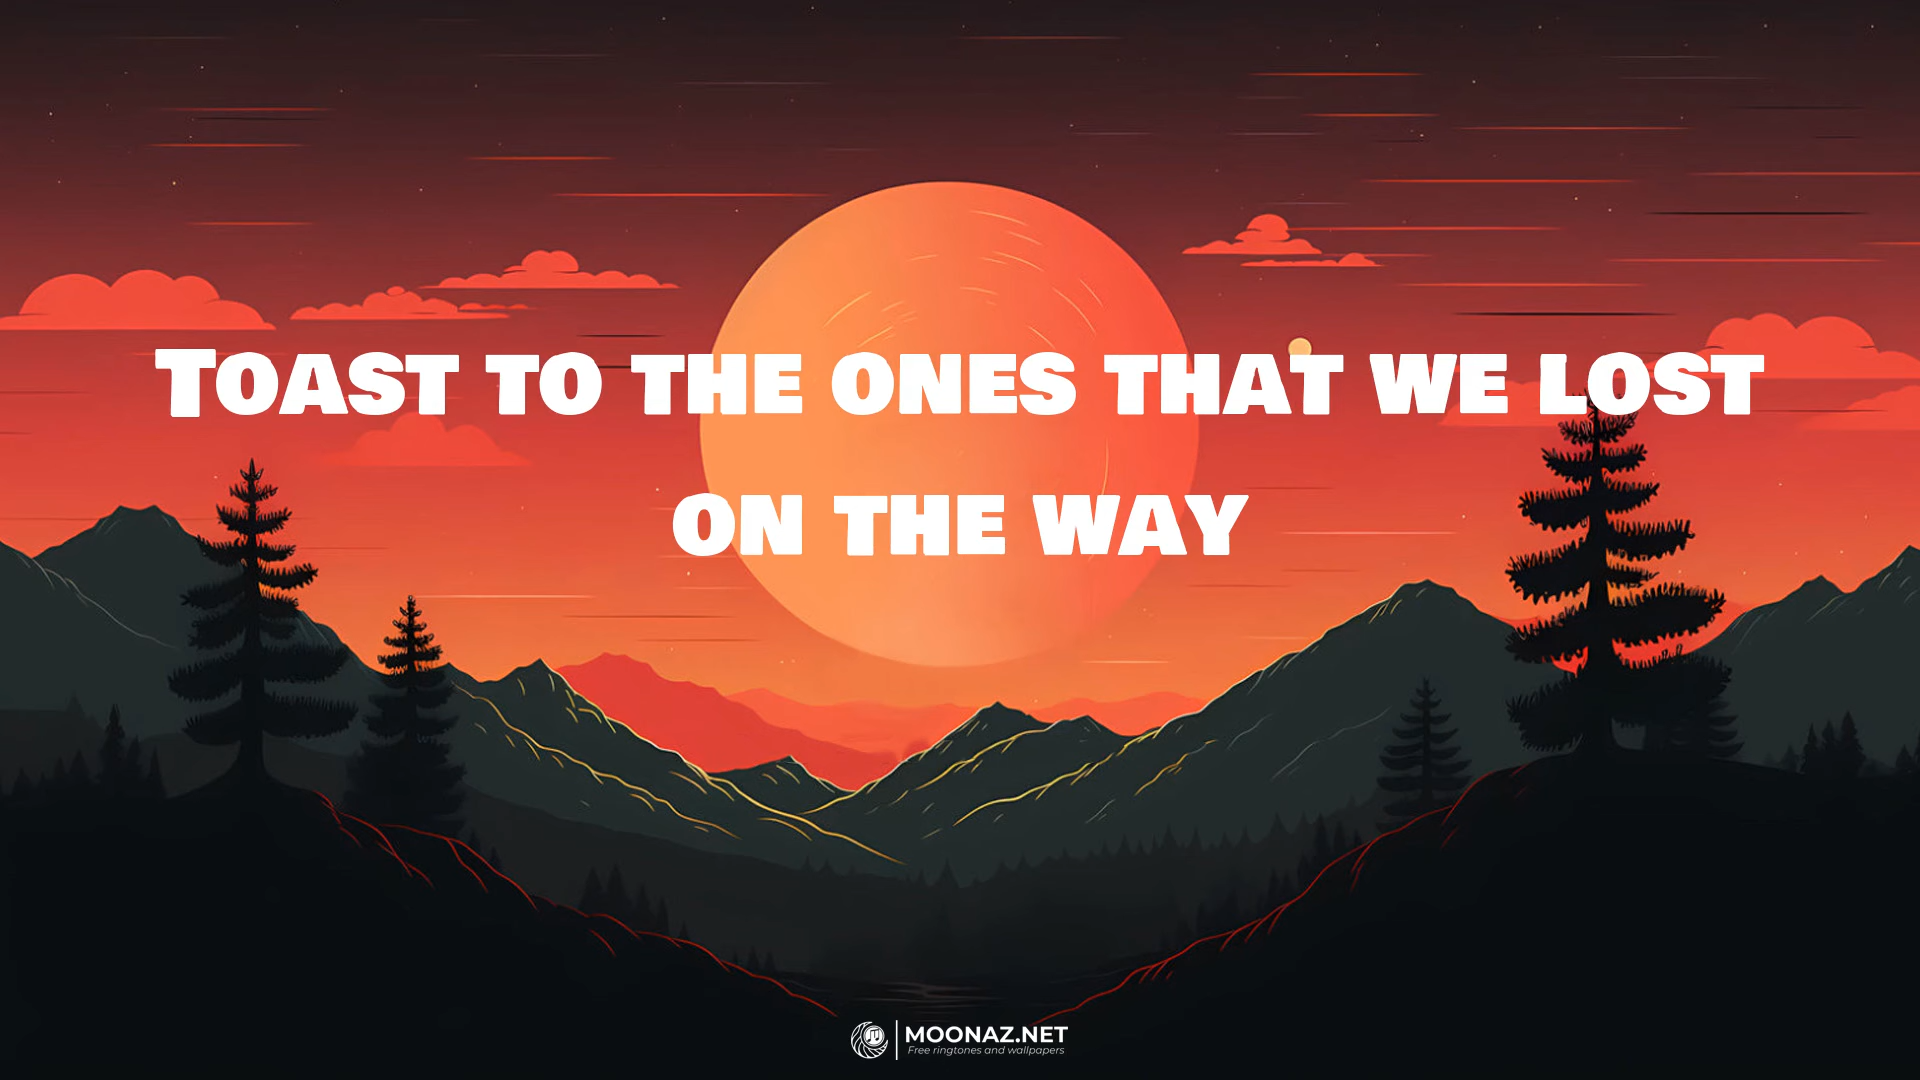 Toast to the ones that we lost
on the way
MOONAZ.NET
Free ringtones and wallpapers